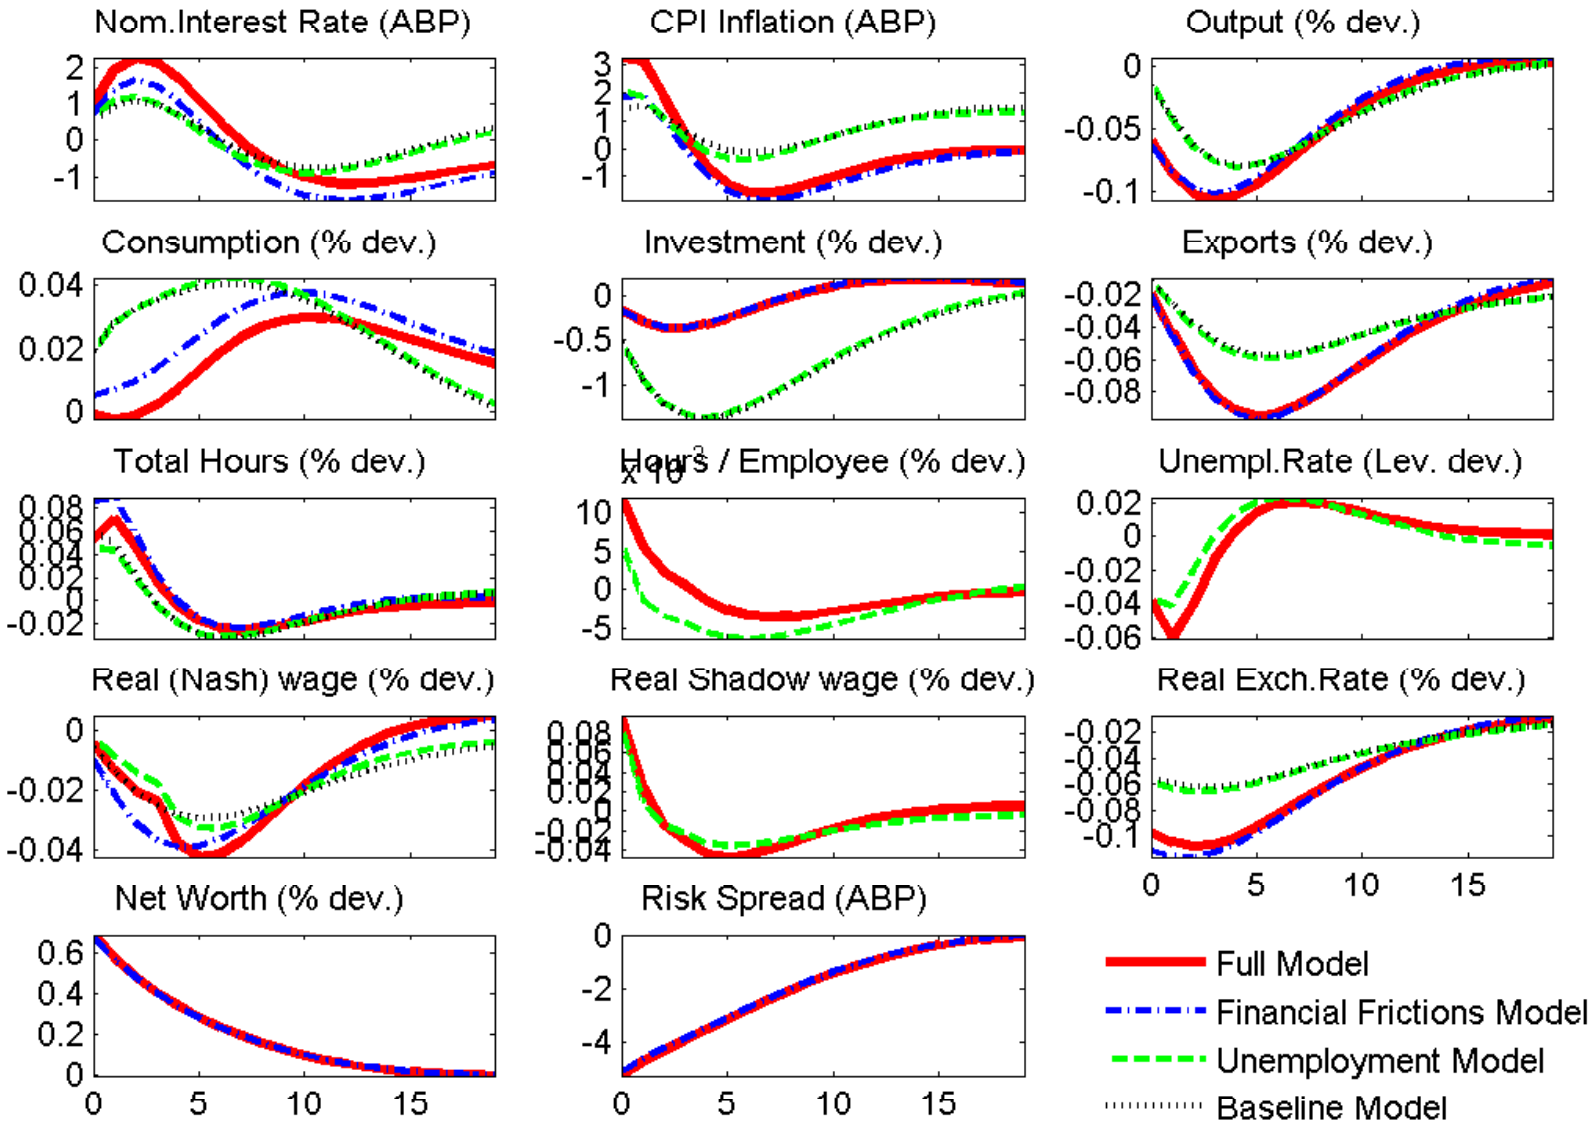 Nom.Interest Rate (ABP)
2
1
0
-1
CPI Inflation (ABP)
3
2
1
0
-1
Output (% dev.)
0
-0.05
-0.1
Consumption (% dev.)
0.04
0.02
0
Investment (% dev.)
0
-0.5
-1
Exports (% dev.)
-0.02
-0.04
-0.06
-0.08
Total Hours (% dev.)
0.08
0.06
0.04
0.02
0
-0.02
Hours / Employee (% dev.)
x 10
10
5
0
-5
Unempl.Rate (Lev. dev.)
0.02
0
-0.02
-0.04
-0.06
Real (Nash) wage (% dev.)
0
-0.02
-0.04
Real Shadow wage (% dev.)
0.08
0.06
0.04
0.02
0
-0.02
-0.04
Real Exch.Rate (% dev.)
-0.02
-0.04
-0.06
-0.08
-0.1
0 5 10 15
Net Worth (% dev.)
0.6
0.4
0.2
0
0 5 10 15
Risk Spread (ABP)
0
-2
-4
0 5 10 15
Full Model
Financial Frictions Model
Unemployment Model
Baseline Model